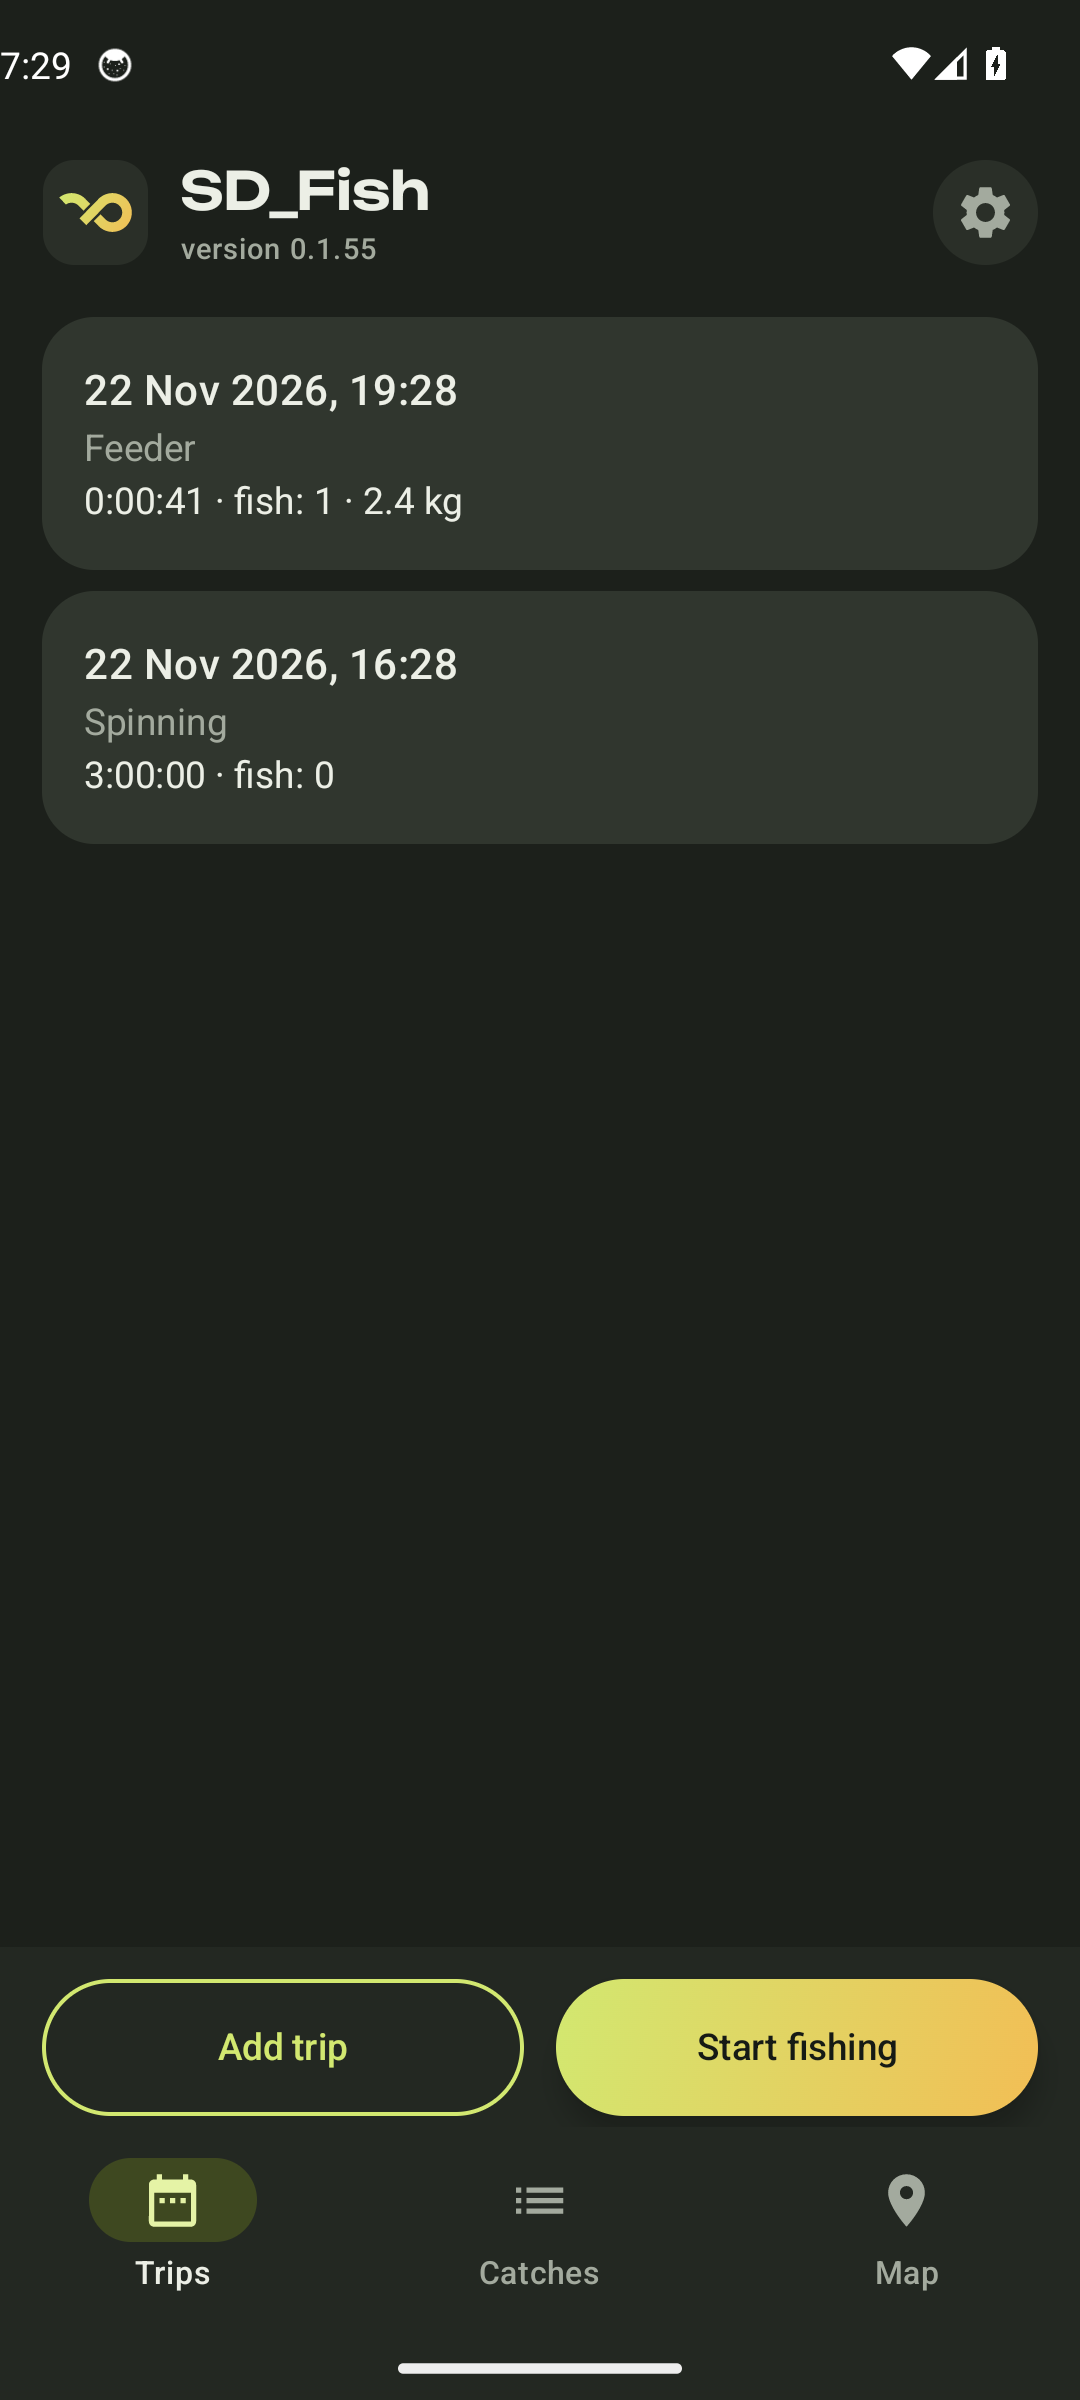 7:29
SD_Fish
version 0.1.55
22 Nov 2026, 19:28
Feeder
0:00:41 · fish: 1 · 2.4 kg
22 Nov 2026, 16:28
Spinning
3:00:00 · fish: 0
Add trip
Start fishing
Trips
Catches
Map